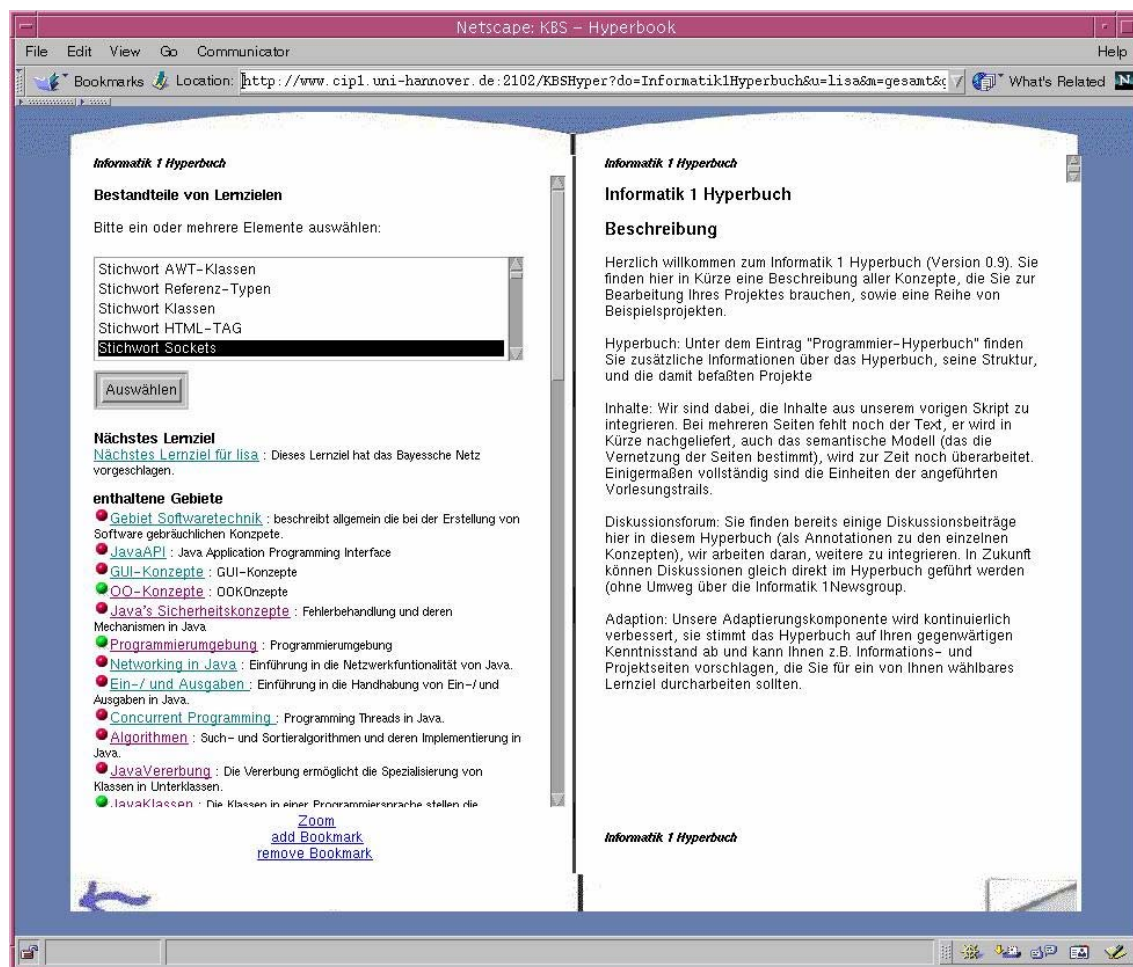 Netscape: KBS – Hyperbook
File Edit View Go Communicator Help
Bookmarks Location: http://www.cip1.uni-hannover.de:2102/KBSHyper?do=Informatik1Hyperbuch&u=lisa&m=gesamt& What's Related N
Informatik 1 Hyperbuch
Bestandteile von Lernzielen
Bitte ein oder mehrere Elemente auswählen:
Stichwort AWT-Klassen
Stichwort Referenz-Typen
Stichwort Klassen
Stichwort HTML-TAG
Stichwort Sockets
Auswählen
Nächstes Lernziel
Nächstes Lernziel für lisa : Dieses Lernziel hat das Bayessche Netz
vorgeschlagen.
enthaltene Gebiete
Gebiet Softwaretechnik : beschreibt allgemein die bei der Erstellung von
Software gebräuchlichen Konzpete.
JavaAPI : Java Application Programming Interface
GUI-Konzepte : GUI-Konzepte
OO-Konzepte : OOKOnzepte
Java's Sicherheitskonzepte : Fehlerbehandlung und deren
Mechanismen in Java
Programmierumgebung : Programmierumgebung
Networking in Java : Einführung in die Netzwerkfuntionalität von Java.
Ein-/ und Ausgaben : Einführung in die Handhabung von Ein-/ und
Ausgaben in Java.
Concurrent Programming : Programming Threads in Java.
Algorithmen : Such- und Sortieralgorithmen und deren Implementierung in
Java.
JavaVererbung : Die Vererbung ermöglicht die Spezialisierung von
Klassen in Unterklassen.
JavaKlassen : Die Klassen in einer Programmiersprache stellen die
Zoom
add Bookmark
remove Bookmark
Informatik 1 Hyperbuch
Informatik 1 Hyperbuch
Beschreibung
Herzlich willkommen zum Informatik 1 Hyperbuch (Version 0.9). Sie
finden hier in Kürze eine Beschreibung aller Konzepte, die Sie zur
Bearbeitung Ihres Projektes brauchen, sowie eine Reihe von
Beispielsprojekten.
Hyperbuch: Unter dem Eintrag "Programmier-Hyperbuch" finden
Sie zusätzliche Informationen über das Hyperbuch, seine Struktur,
und die damit befaßten Projekte
Inhalte: Wir sind dabei, die Inhalte aus unserem vorigen Skript zu
integrieren. Bei mehreren Seiten fehlt noch der Text, er wird in
Kürze nachgeliefert, auch das semantische Modell (das die
Vernetzung der Seiten bestimmt), wird zur Zeit noch überarbeitet.
Einigermaßen vollständig sind die Einheiten der angeführten
Vorlesungstrails.
Diskussionsforum: Sie finden bereits einige Diskussionsbeiträge
hier in diesem Hyperbuch (als Annotationen zu den einzelnen
Konzepten), wir arbeiten daran, weitere zu integrieren. In Zukunft
können Diskussionen gleich direkt im Hyperbuch geführt werden
(ohne Umweg über die Informatik 1Newsgroup.
Adaption: Unsere Adaptierungskomponente wird kontinuierlich
verbessert, sie stimmt das Hyperbuch auf Ihren gegenwärtigen
Kenntnisstand ab und kann Ihnen z.B. Informations- und
Projektseiten vorschlagen, die Sie für ein von Ihnen wählbares
Lernziel durcharbeiten sollten.
Informatik 1 Hyperbuch